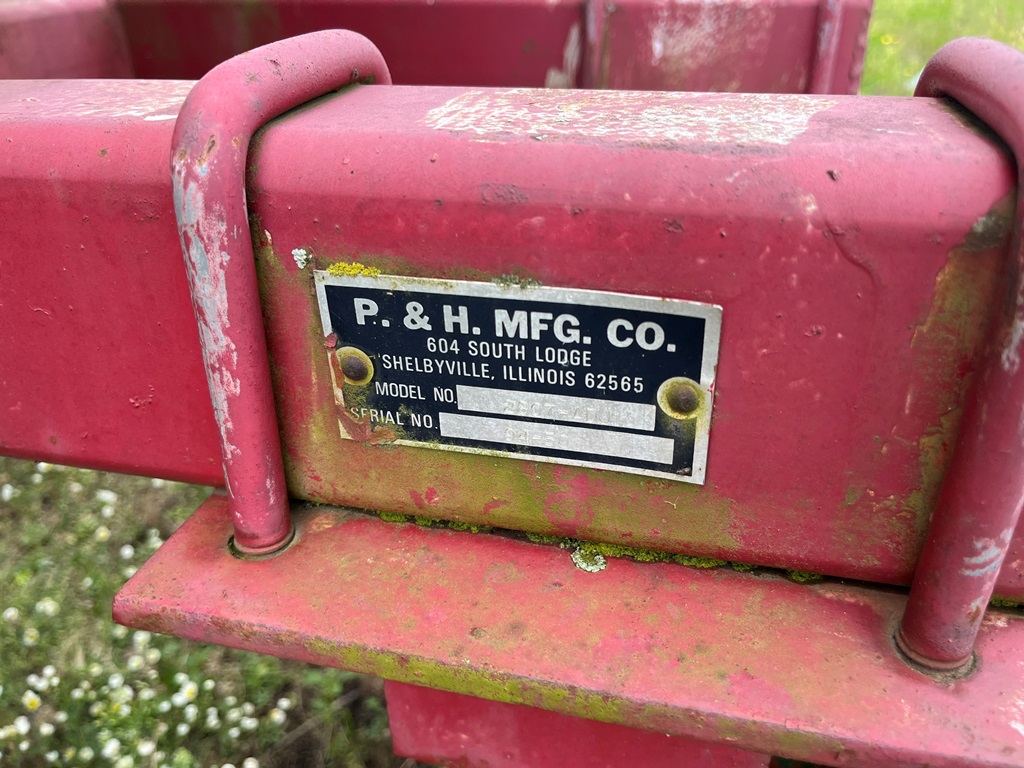 P. & H. MFG. CO.
604 SOUTH LODGE
SHELBYVILLE, ILLINOIS 62565
MODEL NO.
SERIAL NO.